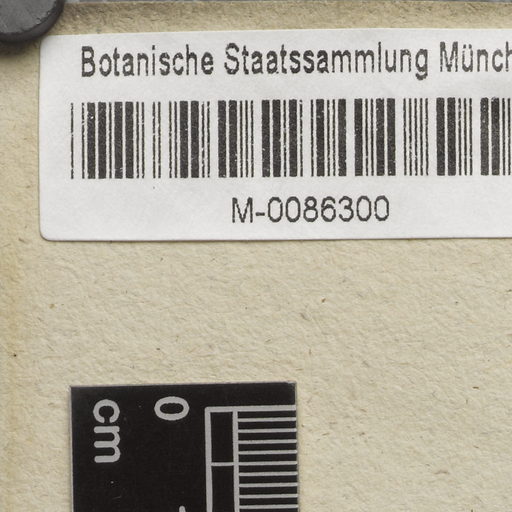 Botanische Staatssammlung Münch
M-0086300
0
cm